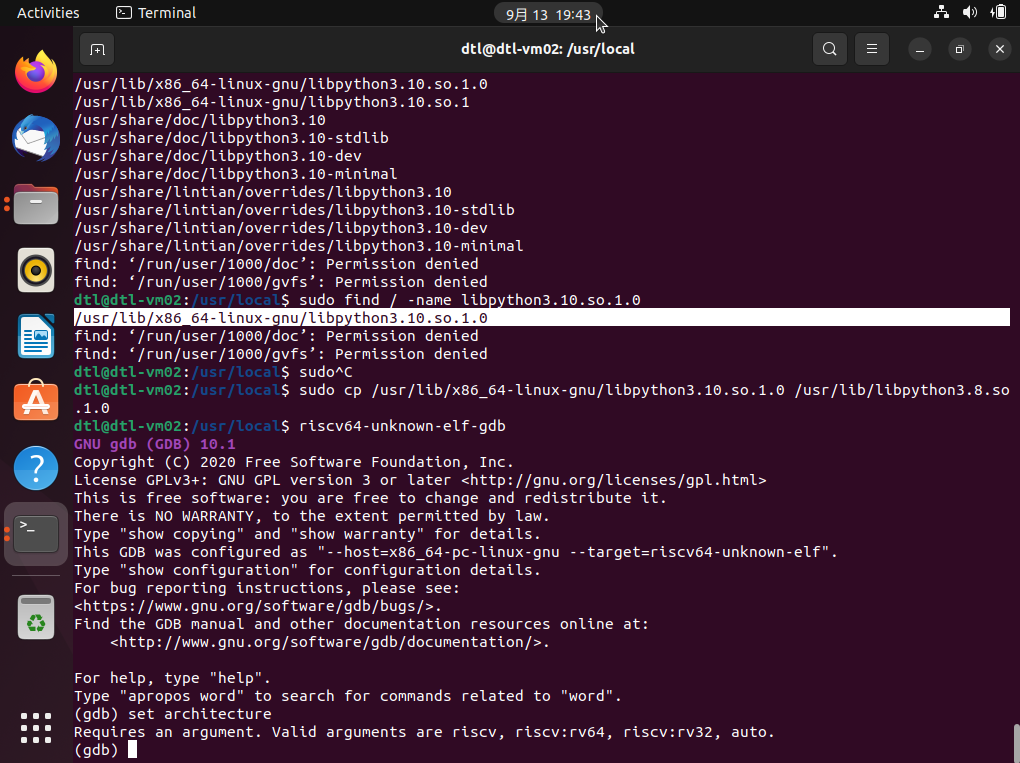 Activities
Terminal
9月 13 19:43
dtl@dtl-vm02: /usr/local
/usr/lib/x86_64-linux-gnu/libpython3.10.so.1.0
/usr/lib/x86_64-linux-gnu/libpython3.10.so.1
/usr/share/doc/libpython3.10
/usr/share/doc/libpython3.10-stdlib
/usr/share/doc/libpython3.10-dev
/usr/share/doc/libpython3.10-minimal
/usr/share/lintian/overrides/libpython3.10
/usr/share/lintian/overrides/libpython3.10-stdlib
/usr/share/lintian/overrides/libpython3.10-dev
/usr/share/lintian/overrides/libpython3.10-minimal
find: ‘/run/user/1000/doc’: Permission denied
find: ‘/run/user/1000/gvfs’: Permission denied
dtl@dtl-vm02:/usr/local$ sudo find / -name libpython3.10.so.1.0
/usr/lib/x86_64-linux-gnu/libpython3.10.so.1.0
find: ‘/run/user/1000/doc’: Permission denied
find: ‘/run/user/1000/gvfs’: Permission denied
dtl@dtl-vm02:/usr/local$ sudo^C
dtl@dtl-vm02:/usr/local$ sudo cp /usr/lib/x86_64-linux-gnu/libpython3.10.so.1.0 /usr/lib/libpython3.8.so
.1.0
dtl@dtl-vm02:/usr/local$ riscv64-unknown-elf-gdb
GNU gdb (GDB) 10.1
Copyright (C) 2020 Free Software Foundation, Inc.
License GPLv3+: GNU GPL version 3 or later <http://gnu.org/licenses/gpl.html>
This is free software: you are free to change and redistribute it.
There is NO WARRANTY, to the extent permitted by law.
Type "show copying" and "show warranty" for details.
This GDB was configured as "--host=x86_64-pc-linux-gnu --target=riscv64-unknown-elf".
Type "show configuration" for configuration details.
For bug reporting instructions, please see:
<https://www.gnu.org/software/gdb/bugs/>.
Find the GDB manual and other documentation resources online at:
    <http://www.gnu.org/software/gdb/documentation/>.
For help, type "help".
Type "apropos word" to search for commands related to "word".
(gdb) set architecture
Requires an argument. Valid arguments are riscv, riscv:rv64, riscv:rv32, auto.
(gdb)